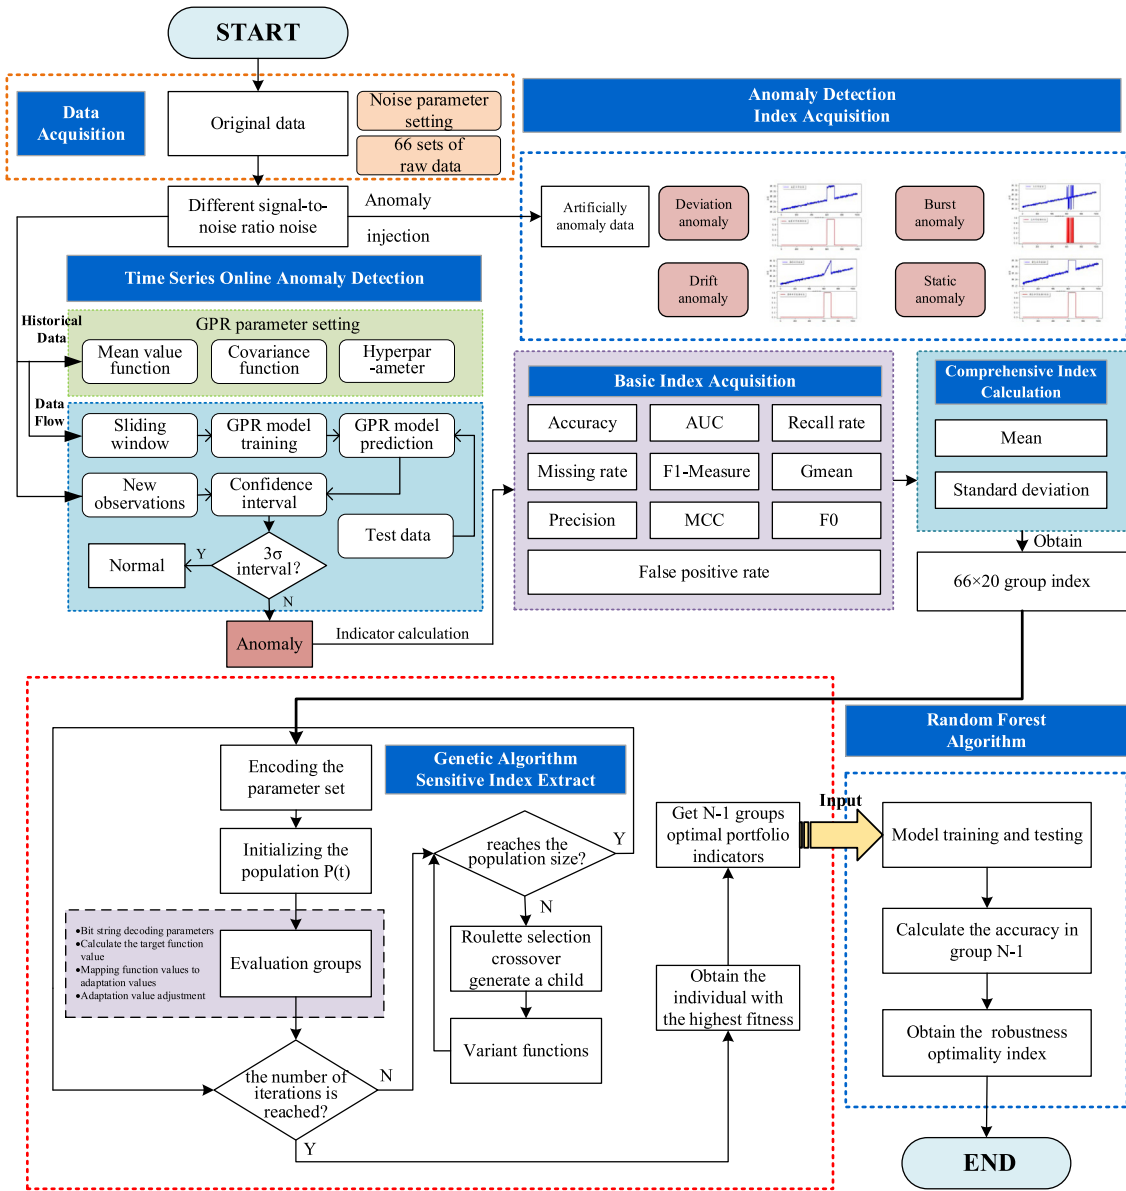 START
Data
Acquisition
Original data
Noise parameter
setting
66 sets of
raw data
Anomaly Detection
Index Acquisition
Different signal-to-
noise ratio noise
Anomaly
injection
Artificially
anomaly data
Deviation
anomaly
Burst
anomaly
Drift
anomaly
Static
anomaly
Time Series Online Anomaly Detection
Historical
Data
GPR parameter setting
Mean value
function
Covariance
function
Hyperpar
-ameter
Data
Flow
Sliding
window
GPR model
training
GPR model
prediction
New
observations
Confidence
interval
Test data
3σ
interval?
Y
Normal
N
Anomaly
Indicator calculation
Basic Index Acquisition
Accuracy
AUC
Recall rate
Missing rate
F1-Measure
Gmean
Precision
MCC
F0
False positive rate
Comprehensive Index
Calculation
Mean
Standard deviation
Obtain
66×20 group index
Genetic Algorithm
Sensitive Index Extract
Encoding the
parameter set
Initializing the
population P(t)
●Bit string decoding parameters
●Calculate the target function
value
●Mapping function values to
adaptation values
●Adaptation value adjustment
Evaluation groups
the number of
iterations is
reached?
N
Y
reaches the
population size?
Y
N
Roulette selection
crossover
generate a child
Variant functions
Obtain the
individual with
the highest fitness
Get N-1 groups
optimal portfolio
indicators
Input
Random Forest
Algorithm
Model training and testing
Calculate the accuracy in
group N-1
Obtain the robustness
optimality index
END